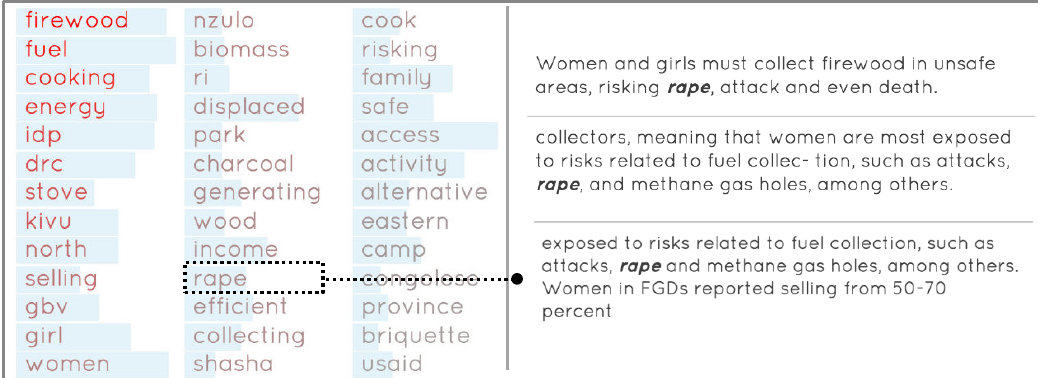 firewood
fuel
cooking
energy
idp
drc
stove
kivu
north
selling
gbv
girl
women
nzulo
biomass
ri
displaced
park
charcoal
generating
wood
income
rape
efficient
collecting
shasha
cook
risking
family
safe
access
activity
alternative
eastern
camp
congolese
province
briquette
usaid
Women and girls must collect firewood in unsafe
areas, risking rape, attack and even death.
collectors, meaning that women are most exposed
to risks related to fuel collec- tion, such as attacks,
rape, and methane gas holes, among others.
exposed to risks related to fuel collection, such as
attacks, rape and methane gas holes, among others.
Women in FGDs reported selling from 50-70
percent